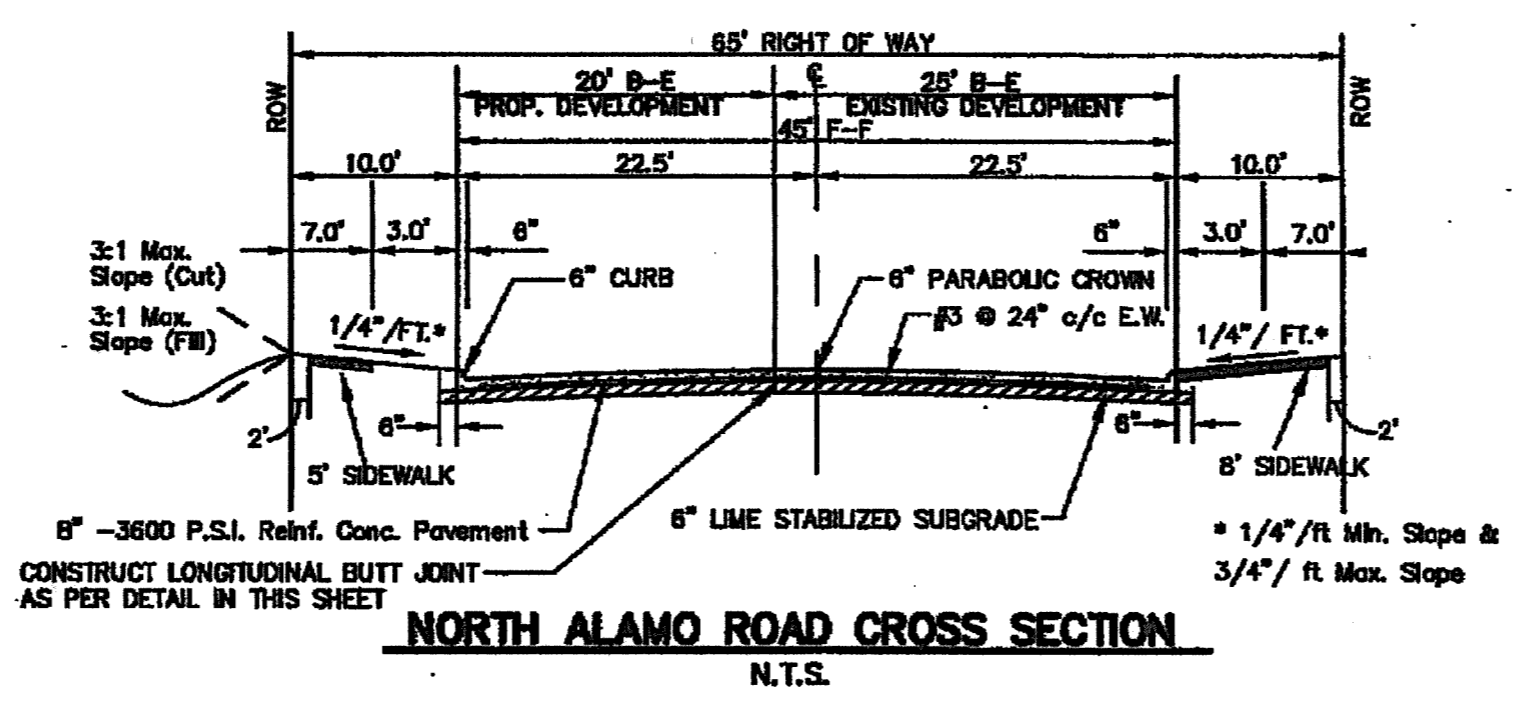 65' RIGHT OF WAY
ROW
20' B-E
PROP. DEVELOPMENT
℄
25' B-E
EXISTING DEVELOPMENT
ROW
45' F-F
10.0'
22.5'
22.5'
10.0'
7.0'
3.0'
6"
6"
3.0'
7.0'
3:1 Max.
Slope (Cut)
3:1 Max.
Slope (Fill)
6" CURB
6" PARABOLIC CROWN
#3 @ 24" c/c E.W.
1/4"/FT.*
1/4"/ FT.*
2'
6"
6"
2'
5' SIDEWALK
8' SIDEWALK
8" -3600 P.S.I. Reinf. Conc. Pavement
6" LIME STABILIZED SUBGRADE
* 1/4"/ft Min. Slope &
3/4"/ ft Max. Slope
CONSTRUCT LONGITUDINAL BUTT JOINT
AS PER DETAIL IN THIS SHEET
NORTH ALAMO ROAD CROSS SECTION
N.T.S.